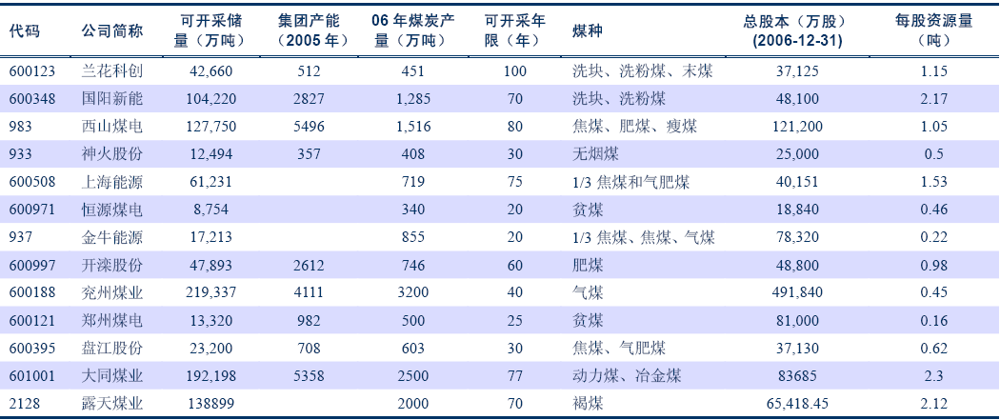 代码 公司简称 可开采储量（万吨） 集团产能（2005 年） 06 年煤炭产量（万吨） 可开采年限（年） 煤种 总股本（万股）(2006-12-31) 每股资源量（吨）
600123 兰花科创 42,660 512 451 100 洗块、洗粉煤、末煤 37,125 1.15
600348 国阳新能 104,220 2827 1,285 70 洗块、洗粉煤 48,100 2.17
983 西山煤电 127,750 5496 1,516 80 焦煤、肥煤、瘦煤 121,200 1.05
933 神火股份 12,494 357 408 30 无烟煤 25,000 0.5
600508 上海能源 61,231 719 75 1/3 焦煤和气肥煤 40,151 1.53
600971 恒源煤电 8,754 340 20 贫煤 18,840 0.46
937 金牛能源 17,213 855 20 1/3 焦煤、焦煤、气煤 78,320 0.22
600997 开滦股份 47,893 2612 746 60 肥煤 48,800 0.98
600188 兖州煤业 219,337 4111 3200 40 气煤 491,840 0.45
600121 郑州煤电 13,320 982 500 25 贫煤 81,000 0.16
600395 盘江股份 23,200 708 603 30 焦煤、气肥煤 37,130 0.62
601001 大同煤业 192,198 5358 2500 77 动力煤、冶金煤 83685 2.3
2128 露天煤业 138899 2000 70 褐煤 65,418.45 2.12